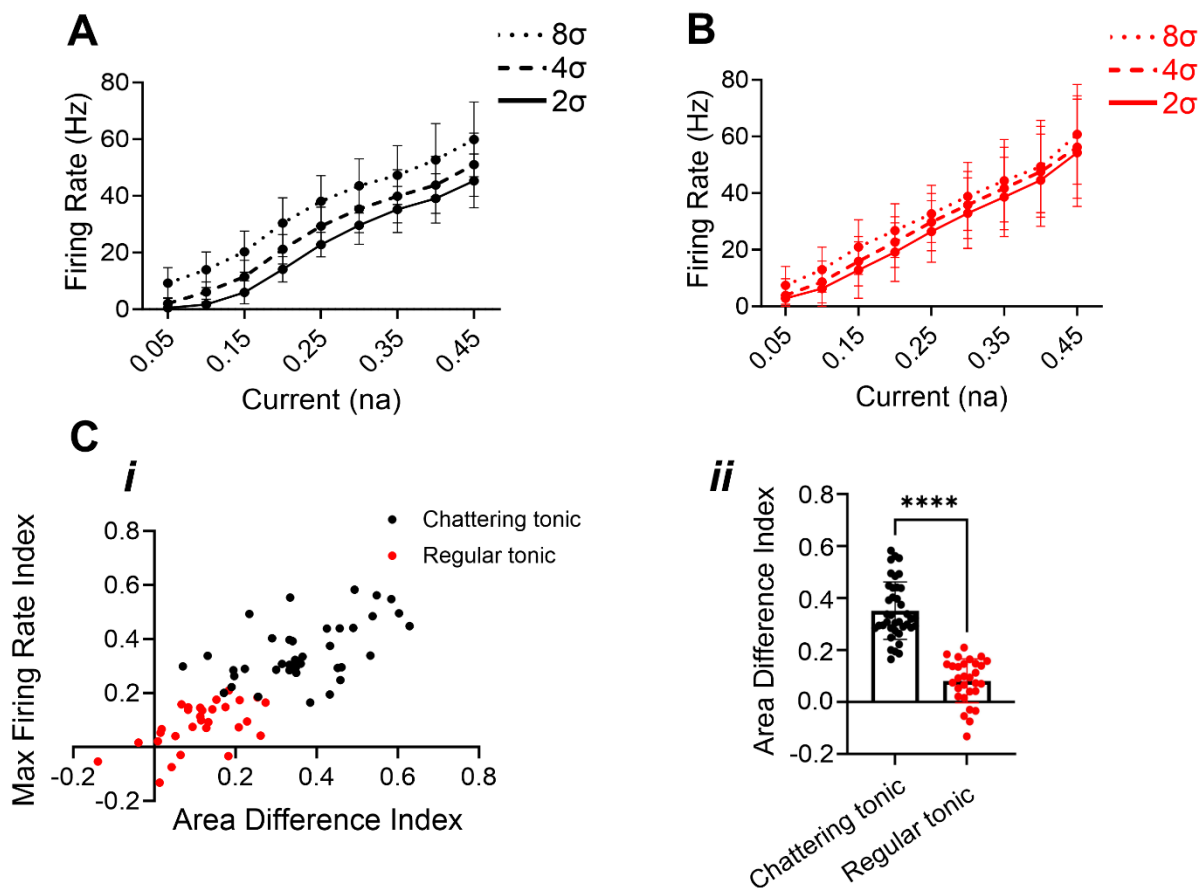 A
8σ
4σ
2σ
Firing Rate (Hz)
80
60
40
20
0
0.05
0.15
0.25
0.35
0.45
Current (na)
B
8σ
4σ
2σ
Firing Rate (Hz)
80
60
40
20
0
0.05
0.15
0.25
0.35
0.45
Current (na)
C
i
Chattering tonic
Regular tonic
Max Firing Rate Index
0.8
0.6
0.4
0.2
-0.2
-0.2
0.2
0.4
0.6
0.8
Area Difference Index
ii
****
Area Difference Index
0.8
0.6
0.4
0.2
0.0
-0.2
Chattering tonic
Regular tonic